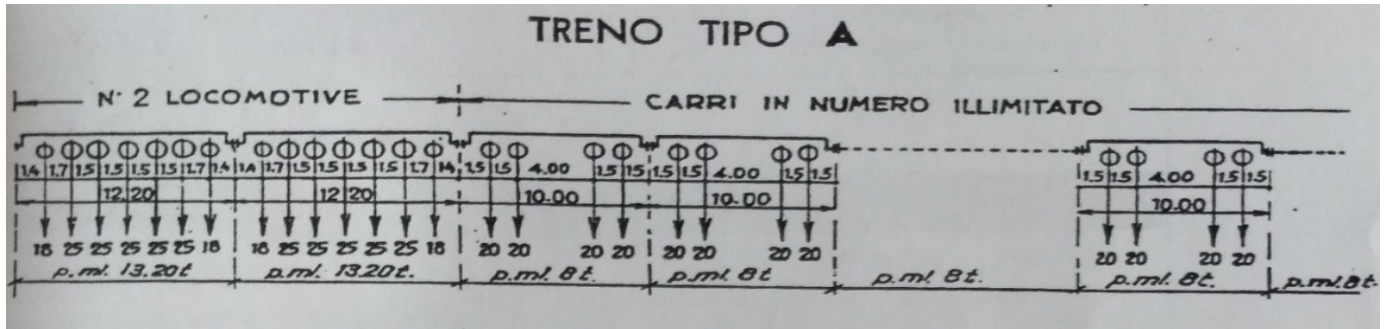 TRENO TIPO A
N° 2 LOCOMOTIVE CARRI IN NUMERO ILLIMITATO
1.4 1.7 1.5 1.5 1.5 1.5 1.7 1.4 1.4 1.7 1.5 1.5 1.5 1.5 1.7 1.4 1.5 1.5 4.00 1.5 1.5 1.5 1.5 4.00 1.5 1.5 1.5 1.5 4.00 1.5 1.5
12.20 12.20 10.00 10.00 10.00
18 25 25 25 25 25 18 18 25 25 25 25 25 18 20 20 20 20 20 20 20 20 20 20 20 20
p.ml. 13.20t p.ml. 13.20t. p.ml. 8t. p.ml. 8t. p.ml. 8t. p.ml. 8t. p.ml. 8t.